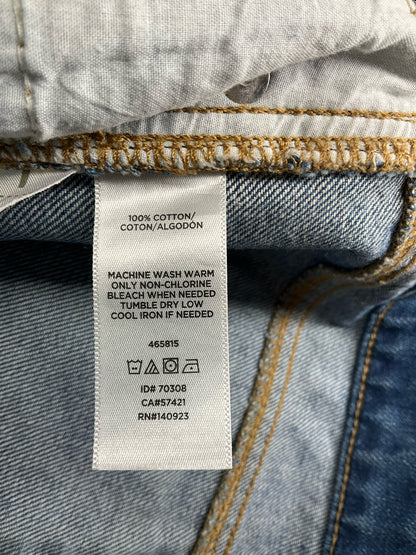 100% COTTON/
COTON/ALGODÓN
MACHINE WASH WARM
ONLY NON-CHLORINE
BLEACH WHEN NEEDED
TUMBLE DRY LOW
COOL IRON IF NEEDED
465815
ID# 70308
CA#57421
RN#140923